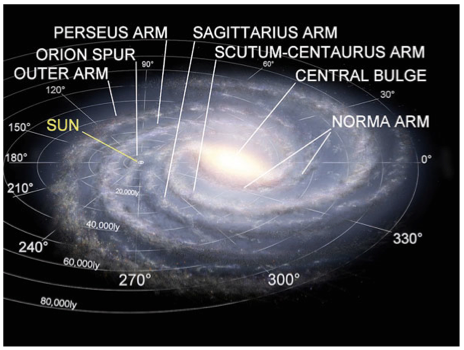 PERSEUS ARM
SAGITTARIUS ARM
ORION SPUR
SCUTUM-CENTAURUS ARM
OUTER ARM
90°
60°
CENTRAL BULGE
120°
30°
SUN
150°
NORMA ARM
180°
0°
210°
20,000ly
40,000ly
240°
330°
60,000ly
270°
300°
80,000ly